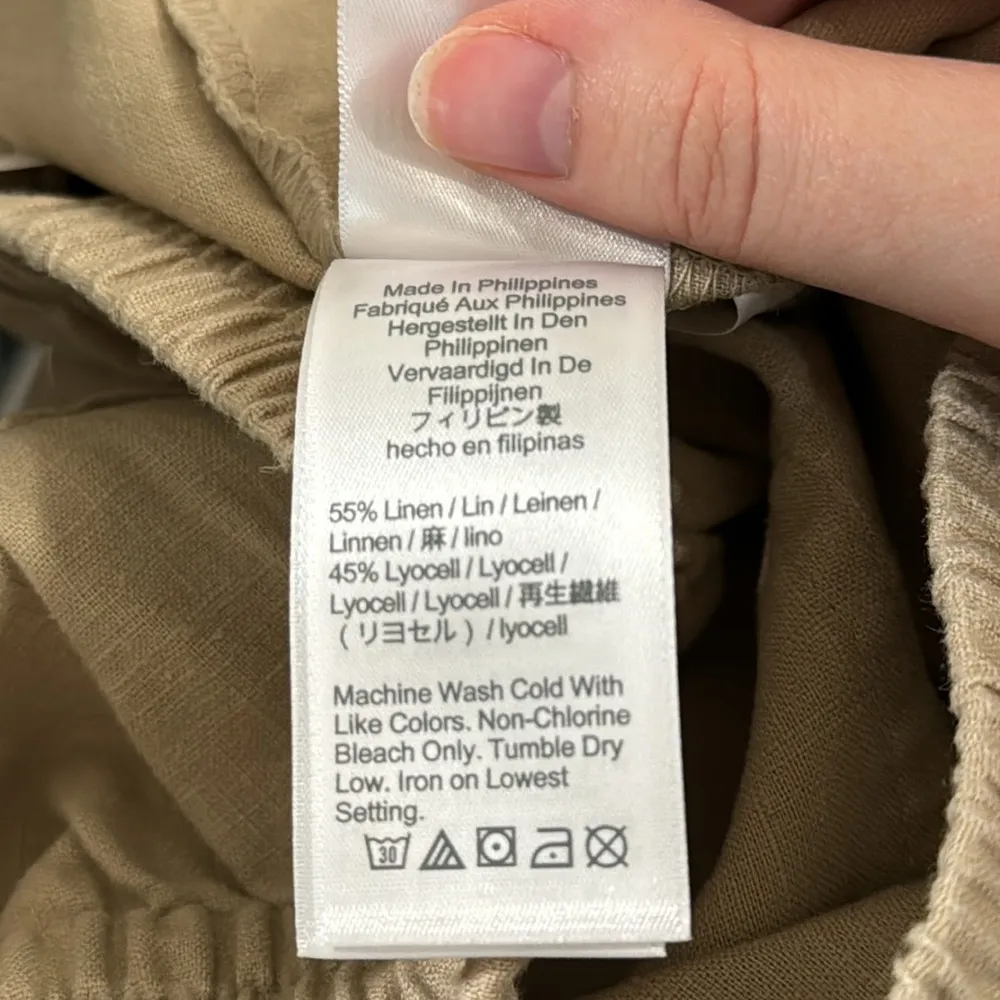 Made In Philippines
Fabriqué Aux Philippines
Hergestellt In Den
Philippinen
Vervaardigd In De
Filippijnen
フィリピン製
hecho en filipinas
55% Linen / Lin / Leinen /
Linnen / 麻 / lino
45% Lyocell / Lyocell /
Lyocell / Lyocell / 再生繊維
( リヨセル ) / lyocell
Machine Wash Cold With
Like Colors. Non-Chlorine
Bleach Only. Tumble Dry
Low. Iron on Lowest
Setting.
30